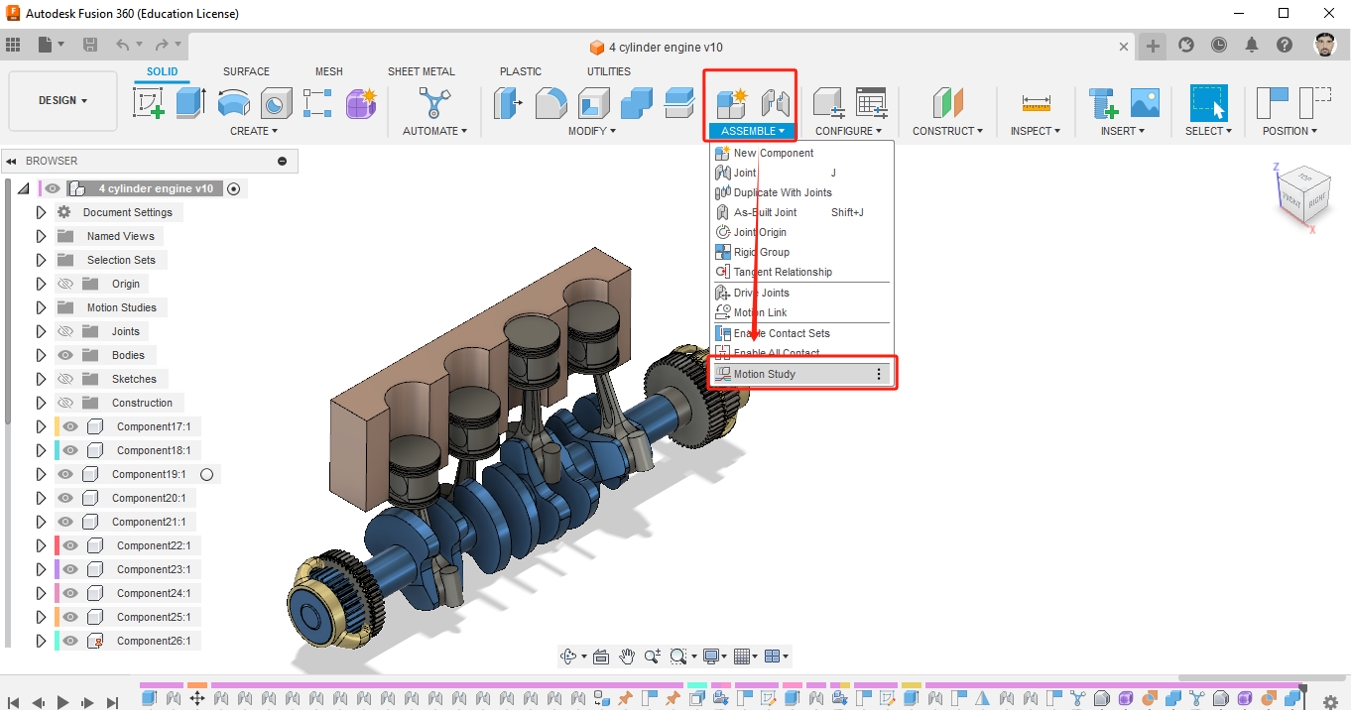 Autodesk Fusion 360 (Education License)
4 cylinder engine v10
SOLID SURFACE MESH SHEET METAL PLASTIC UTILITIES
DESIGN
CREATE AUTOMATE MODIFY ASSEMBLE CONFIGURE CONSTRUCT INSPECT INSERT SELECT POSITION
BROWSER
4 cylinder engine v10
Document Settings
Named Views
Selection Sets
Origin
Motion Studies
Joints
Bodies
Sketches
Construction
Component17:1
Component18:1
Component19:1
Component20:1
Component21:1
Component22:1
Component23:1
Component24:1
Component25:1
Component26:1
New Component
Joint J
Duplicate With Joints
As-Built Joint Shift+J
Joint Origin
Rigid Group
Tangent Relationship
Drive Joints
Motion Link
Enable Contact Sets
Enable All Contact
Motion Study
Z
TOP
FRONT RIGHT
X